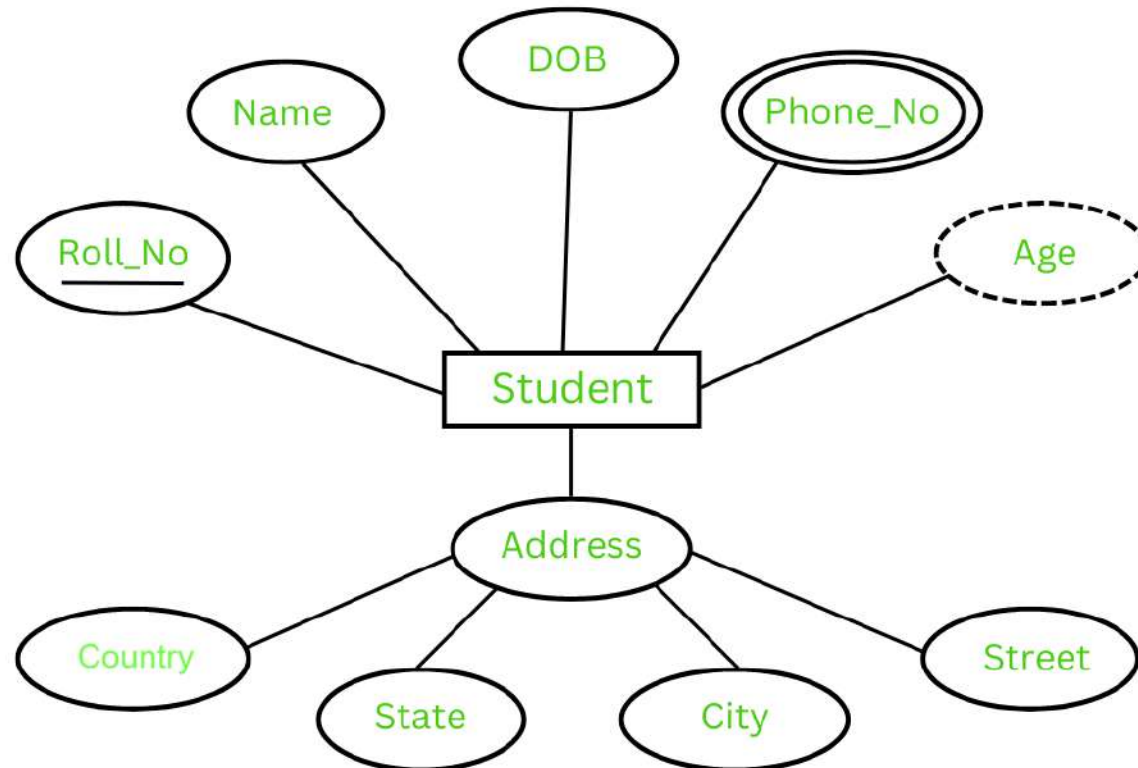 DOB
Name
Phone_No
Roll_No
Age
Student
Address
Country
Street
State
City